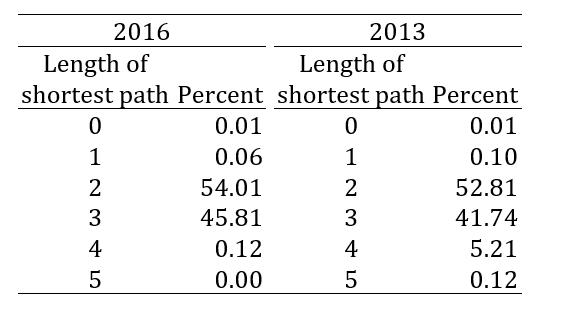 2016 2013
Length of Length of
shortest path Percent shortest path Percent
0 0.01 0 0.01
1 0.06 1 0.10
2 54.01 2 52.81
3 45.81 3 41.74
4 0.12 4 5.21
5 0.00 5 0.12